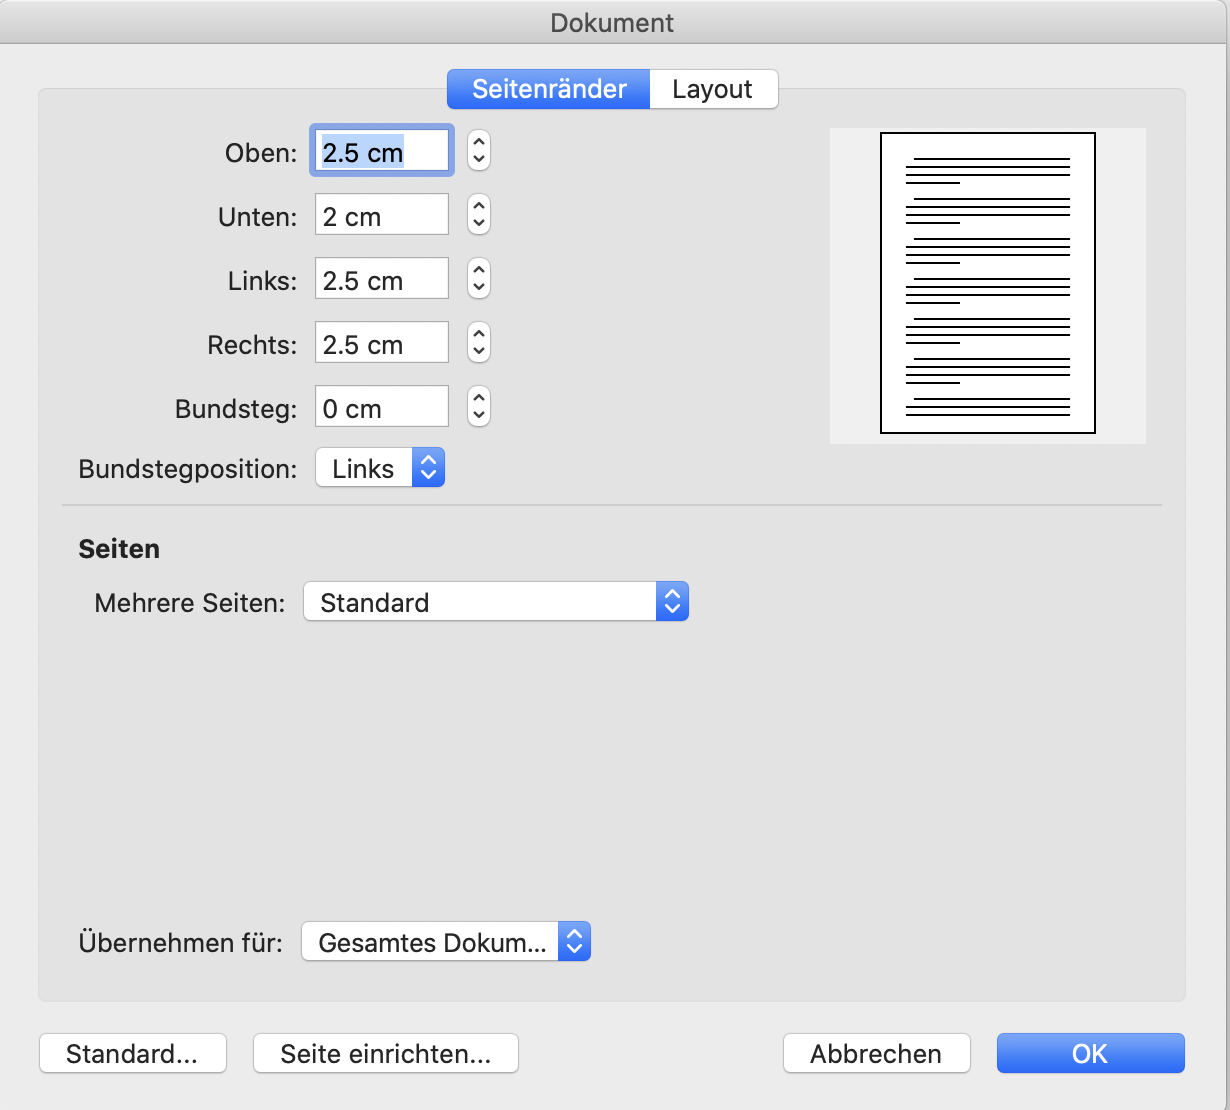 Dokument
Seitenränder Layout
Oben: 2.5 cm
Unten: 2 cm
Links: 2.5 cm
Rechts: 2.5 cm
Bundsteg: 0 cm
Bundstegposition: Links
Seiten
Mehrere Seiten: Standard
Übernehmen für: Gesamtes Dokum...
Standard... Seite einrichten... Abbrechen OK